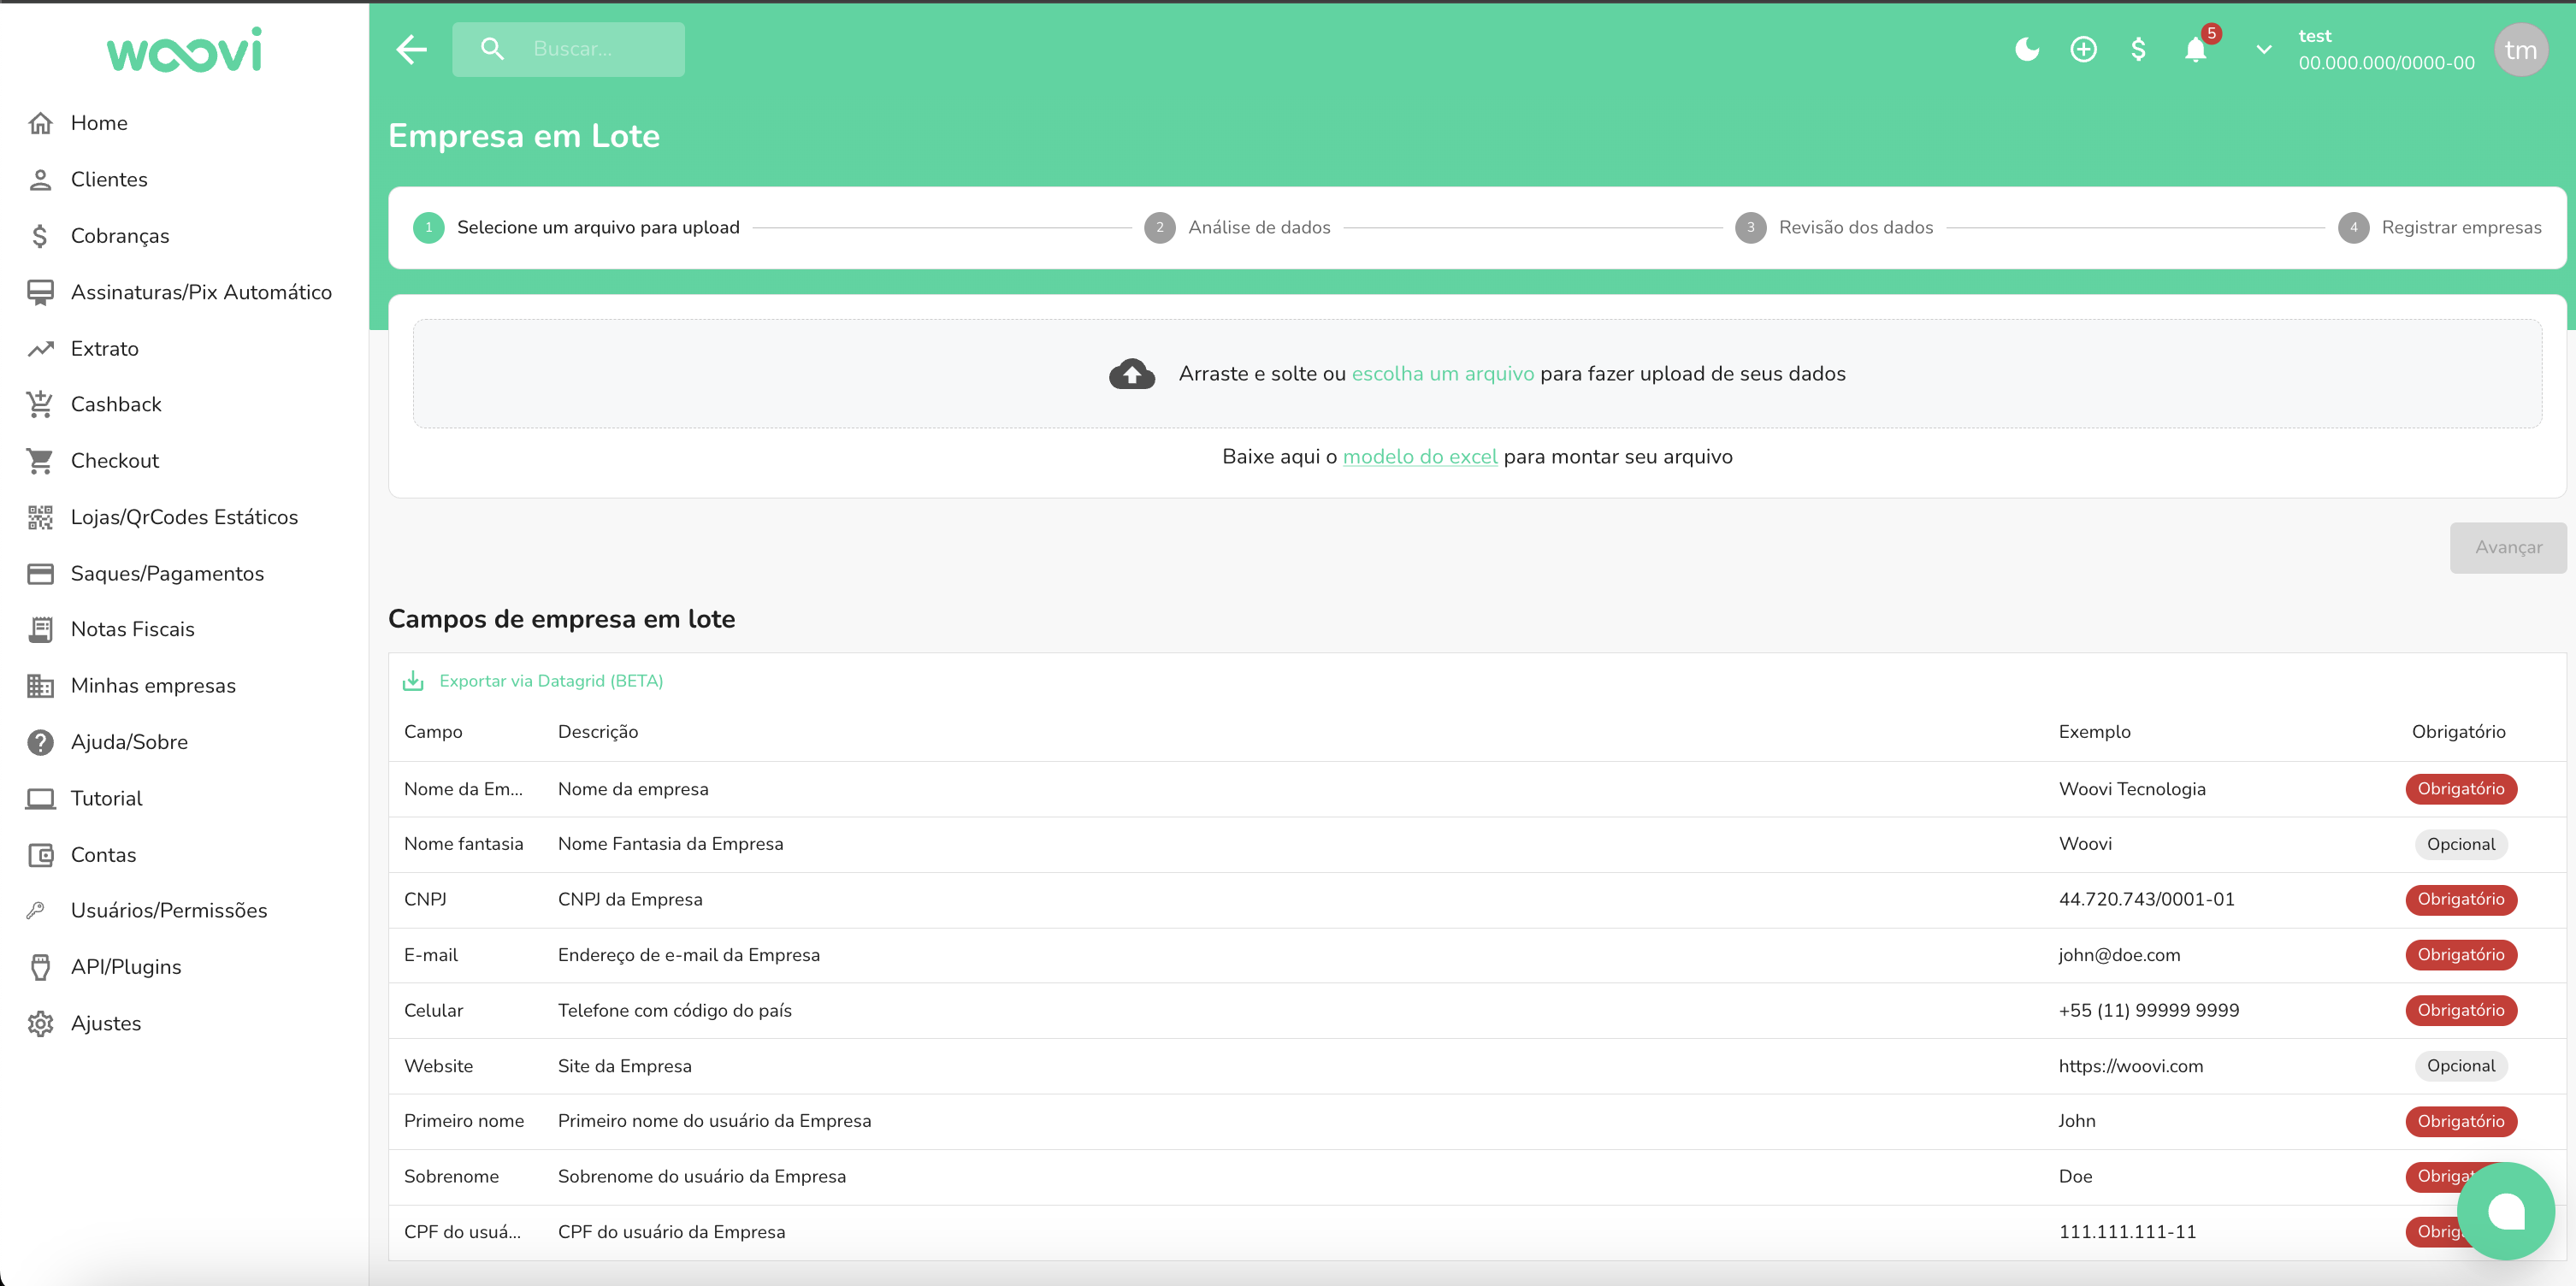 woovi
Home
Clientes
Cobranças
Assinaturas/Pix Automático
Extrato
Cashback
Checkout
Lojas/QrCodes Estáticos
Saques/Pagamentos
Notas Fiscais
Minhas empresas
Ajuda/Sobre
Tutorial
Contas
Usuários/Permissões
API/Plugins
Ajustes
Buscar...
5
test
00.000.000/0000-00
tm
Empresa em Lote
1 Selecione um arquivo para upload
2 Análise de dados
3 Revisão dos dados
4 Registrar empresas
Arraste e solte ou escolha um arquivo para fazer upload de seus dados
Baixe aqui o modelo do excel para montar seu arquivo
Avançar
Campos de empresa em lote
Exportar via Datagrid (BETA)
Campo Descrição Exemplo Obrigatório
Nome da Em... Nome da empresa Woovi Tecnologia Obrigatório
Nome fantasia Nome Fantasia da Empresa Woovi Opcional
CNPJ CNPJ da Empresa 44.720.743/0001-01 Obrigatório
E-mail Endereço de e-mail da Empresa john@doe.com Obrigatório
Celular Telefone com código do país +55 (11) 99999 9999 Obrigatório
Website Site da Empresa https://woovi.com Opcional
Primeiro nome Primeiro nome do usuário da Empresa John Obrigatório
Sobrenome Sobrenome do usuário da Empresa Doe
CPF do usuá... CPF do usuário da Empresa 111.111.111-11